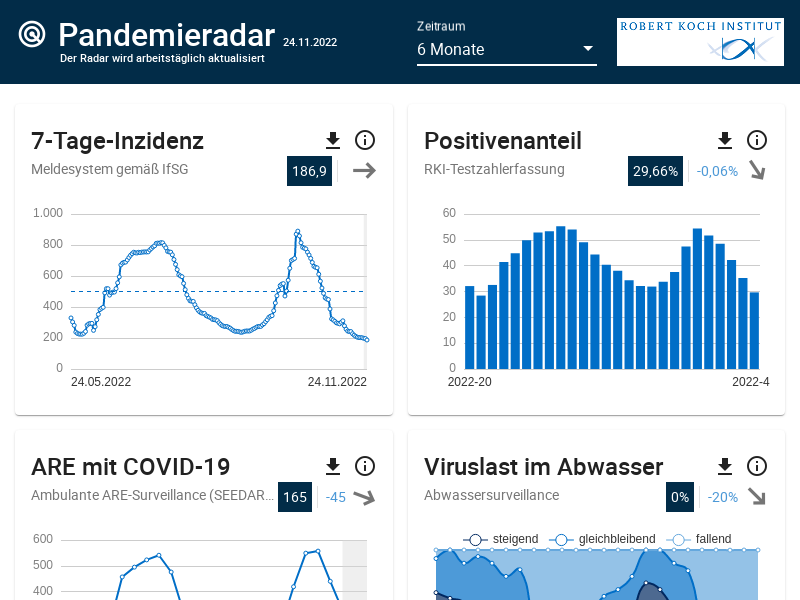 Pandemieradar 24.11.2022
Der Radar wird arbeitstäglich aktualisiert
Zeitraum
6 Monate
ROBERT KOCH INSTITUT
7-Tage-Inzidenz
Meldesystem gemäß IfSG
186,9
1.000
800
600
400
200
0
24.05.2022
24.11.2022
Positivenanteil
RKI-Testzahlerfassung
29,66%
-0,06%
60
50
40
30
20
10
0
2022-20
2022-4
ARE mit COVID-19
Ambulante ARE-Surveillance (SEEDAR...
165
-45
600
500
400
Viruslast im Abwasser
Abwassersurveillance
0%
-20%
steigend
gleichbleibend
fallend